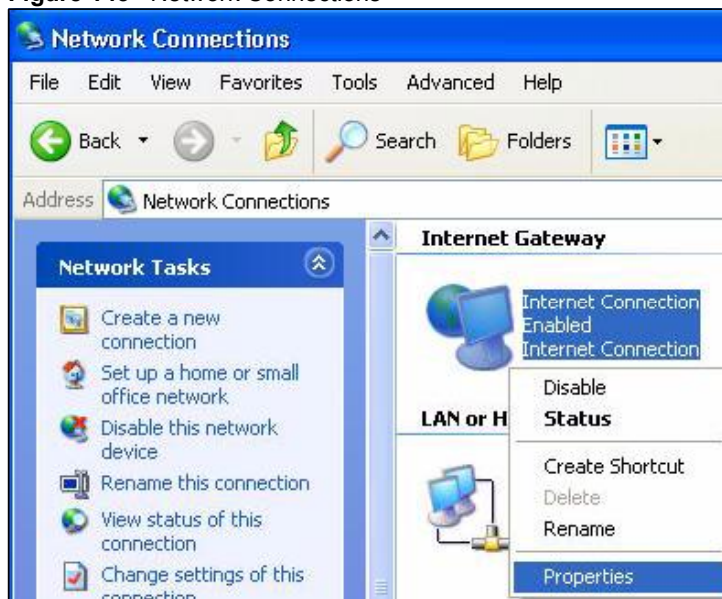 Network Connections
File Edit View Favorites Tools Advanced Help
Back Search Folders
Address Network Connections
Network Tasks
Create a new
connection
Set up a home or small
office network
Disable this network
device
Rename this connection
View status of this
connection
Change settings of this
connection
Internet Gateway
Internet Connection
Enabled
Internet Connection
LAN or H
Disable
Status
Create Shortcut
Delete
Rename
Properties